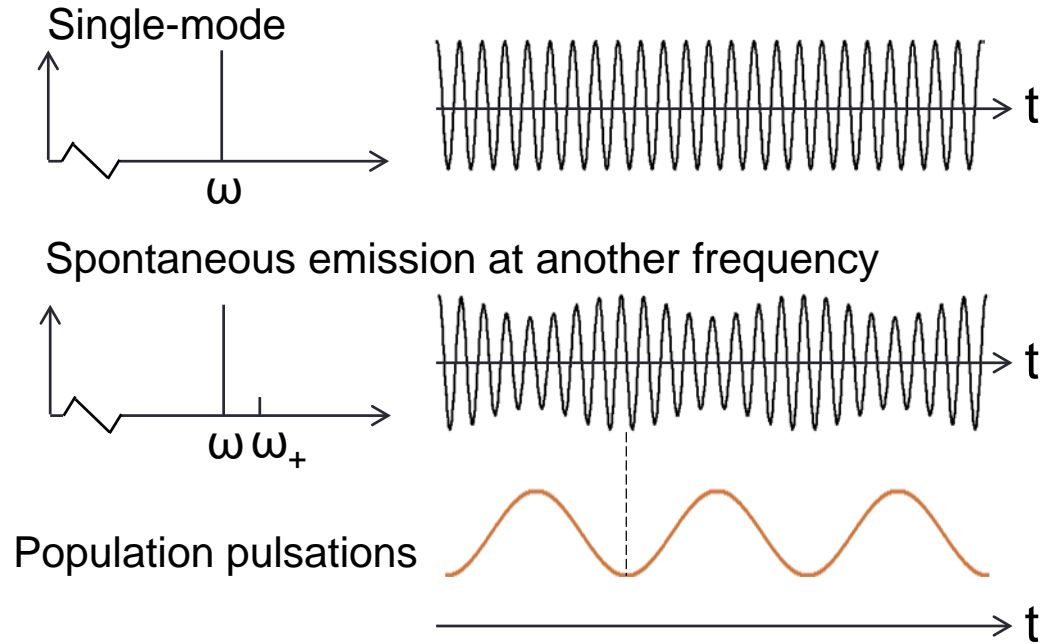 Single-mode
t
ω
Spontaneous emission at another frequency
t
ω ω₊
Population pulsations
t